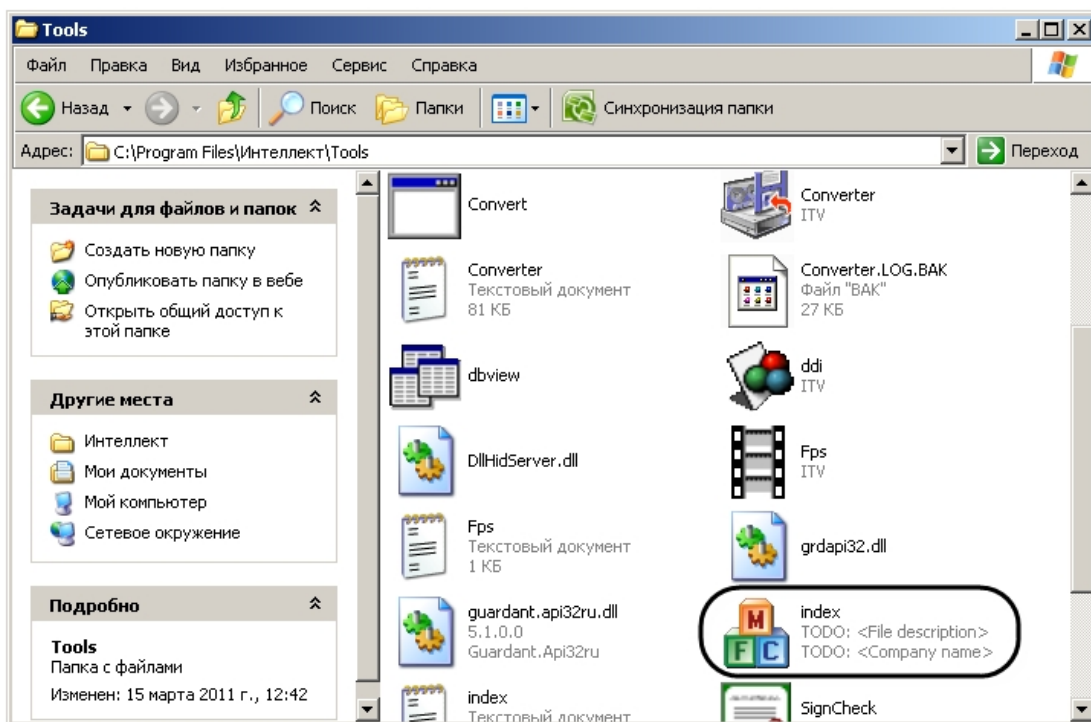 Tools
Файл Правка Вид Избранное Сервис Справка
Назад Поиск Папки Синхронизация папки
Адрес: C:\Program Files\Интеллект\Tools Переход
Задачи для файлов и папок
Создать новую папку
Опубликовать папку в вебе
Открыть общий доступ к
этой папке
Другие места
Интеллект
Мои документы
Мой компьютер
Сетевое окружение
Подробно
Tools
Папка с файлами
Изменен: 15 марта 2011 г., 12:42
Convert
Converter
ITV
Converter
Текстовый документ
81 КБ
Converter.LOG.BAK
Файл "BAK"
27 КБ
dbview
ddi
ITV
DllHidServer.dll
Fps
ITV
Fps
Текстовый документ
1 КБ
grdapi32.dll
guardant.api32ru.dll
5.1.0.0
Guardant.Api32ru
M
F C
index
TODO: <File description>
TODO: <Company name>
index
Текстовый документ
SignCheck